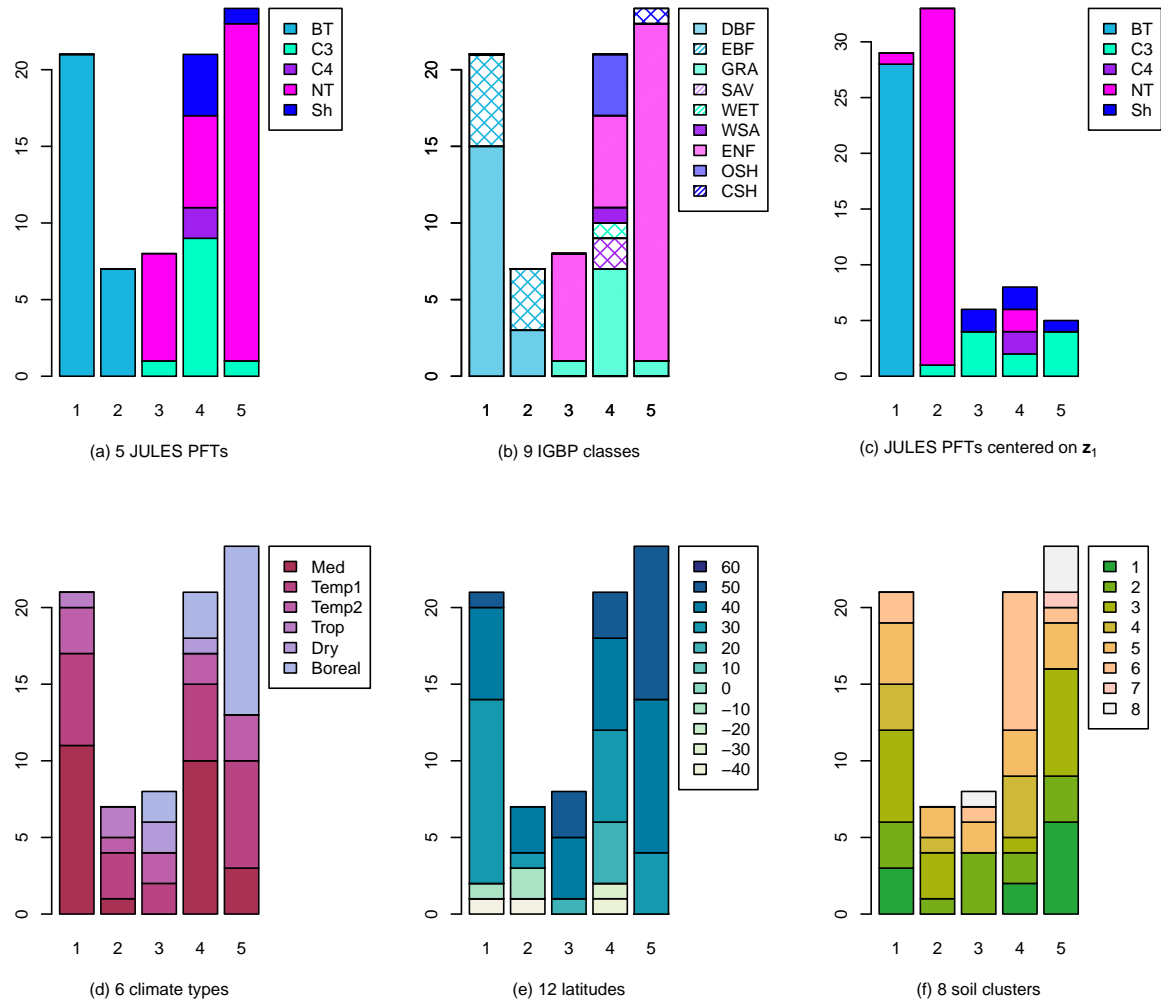 0 5 10 15 20
1 2 3 4 5
BT
C3
C4
NT
Sh
(a) 5 JULES PFTs
0 5 10 15 20
1 2 3 4 5
DBF
EBF
GRA
SAV
WET
WSA
ENF
OSH
CSH
(b) 9 IGBP classes
0 5 10 15 20 25 30
1 2 3 4 5
BT
C3
C4
NT
Sh
(c) JULES PFTs centered on z₁
0 5 10 15 20
1 2 3 4 5
Med
Temp1
Temp2
Trop
Dry
Boreal
(d) 6 climate types
0 5 10 15 20
1 2 3 4 5
60
50
40
30
20
10
0
−10
−20
−30
−40
(e) 12 latitudes
0 5 10 15 20
1 2 3 4 5
1
2
3
4
5
6
7
8
(f) 8 soil clusters